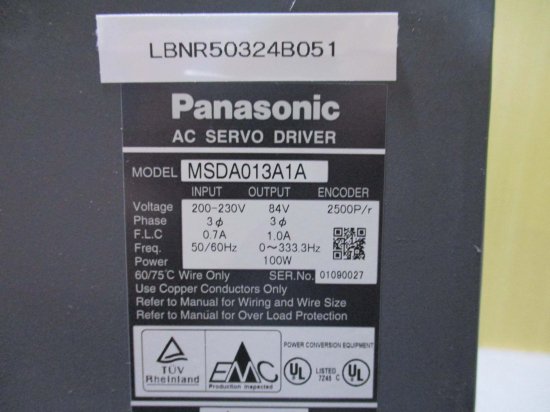 LBNR50324B051
Panasonic
AC SERVO DRIVER
MODEL MSDA013A1A
INPUT OUTPUT ENCODER
Voltage 200-230V 84V 2500P/r
Phase 3ϕ 3ϕ
F.L.C 0.7A 1.0A
Freq. 50/60Hz 0~333.3Hz
Power 100W
60/75℃ Wire Only SER.No. 01090027
Use Copper Conductors Only
Refer to Manual for Wiring and Wire Size
Refer to Manual for Over Load Protection
TÜV
Rheinland
EMC
Production inspected
POWER CONVERSION EQUIPMENT
UL LISTED 7Z45 C UL